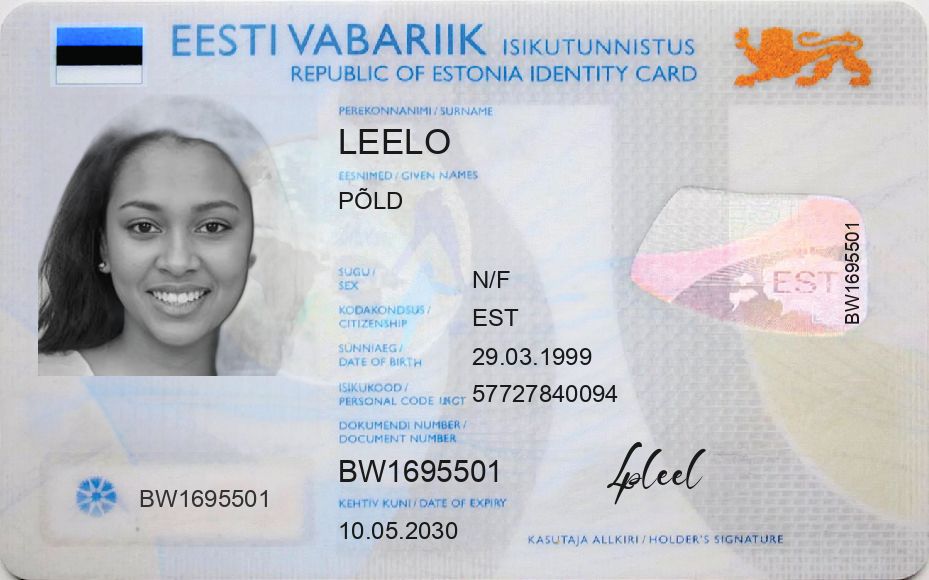 EESTI VABARIIK ISIKUTUNNISTUS
REPUBLIC OF ESTONIA IDENTITY CARD
PEREKONNANIMI / SURNAME
LEELO
EESNIMED / GIVEN NAMES
PÕLD
SUGU /
SEX
N/F
KODAKONDSUS /
CITIZENSHIP
EST
SÜNNIAEG /
DATE OF BIRTH
29.03.1999
ISIKUKOOD /
PERSONAL CODE
57727840094
DOKUMENDI NUMBER /
DOCUMENT NUMBER
BW1695501
KEHTIV KUNI / DATE OF EXPIRY
10.05.2030
BW1695501
EST
BW1695501
KASUTAJA ALLKIRI / HOLDER'S SIGNATURE